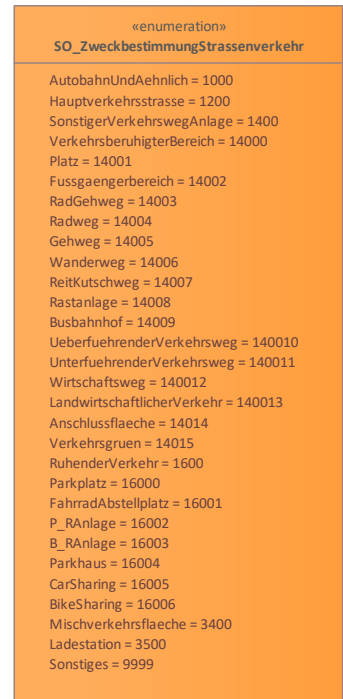 «enumeration»
SO_ZweckbestimmungStrassenverkehr
AutobahnUndAehnlich = 1000
Hauptverkehrsstrasse = 1200
SonstigerVerkehrswegAnlage = 1400
VerkehrsberuhigterBereich = 14000
Platz = 14001
Fussgaengerbereich = 14002
RadGehweg = 14003
Radweg = 14004
Gehweg = 14005
Wanderweg = 14006
ReitKutschweg = 14007
Rastanlage = 14008
Busbahnhof = 14009
UeberfuehrenderVerkehrsweg = 140010
UnterfuehrenderVerkehrsweg = 140011
Wirtschaftsweg = 140012
LandwirtschaftlicherVerkehr = 140013
Anschlussflaeche = 14014
Verkehrsgruen = 14015
RuhenderVerkehr = 1600
Parkplatz = 16000
FahrradAbstellplatz = 16001
P_RAnlage = 16002
B_RAnlage = 16003
Parkhaus = 16004
CarSharing = 16005
BikeSharing = 16006
Mischverkehrsflaeche = 3400
Ladestation = 3500
Sonstiges = 9999